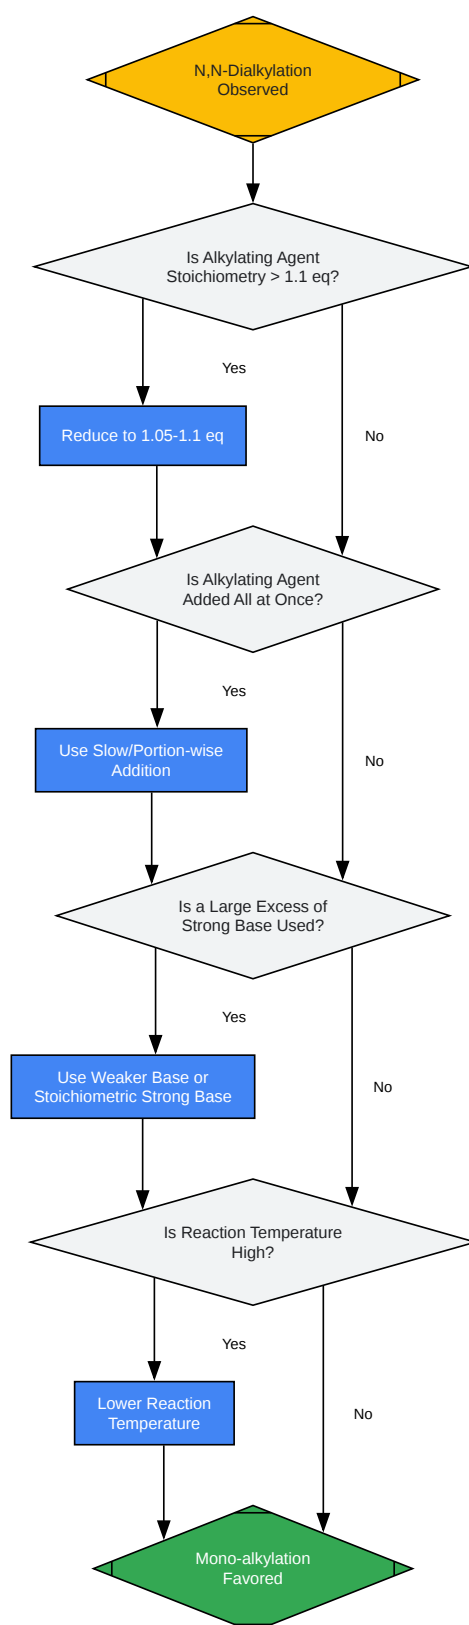 N,N-Dialkylation
Observed
Is Alkylating Agent
Stoichiometry > 1.1 eq?
Yes
Reduce to 1.05-1.1 eq
No
Is Alkylating Agent
Added All at Once?
Yes
Use Slow/Portion-wise
Addition
No
Is a Large Excess of
Strong Base Used?
Yes
Use Weaker Base or
Stoichiometric Strong Base
No
Is Reaction Temperature
High?
Yes
Lower Reaction
Temperature
No
Mono-alkylation
Favored